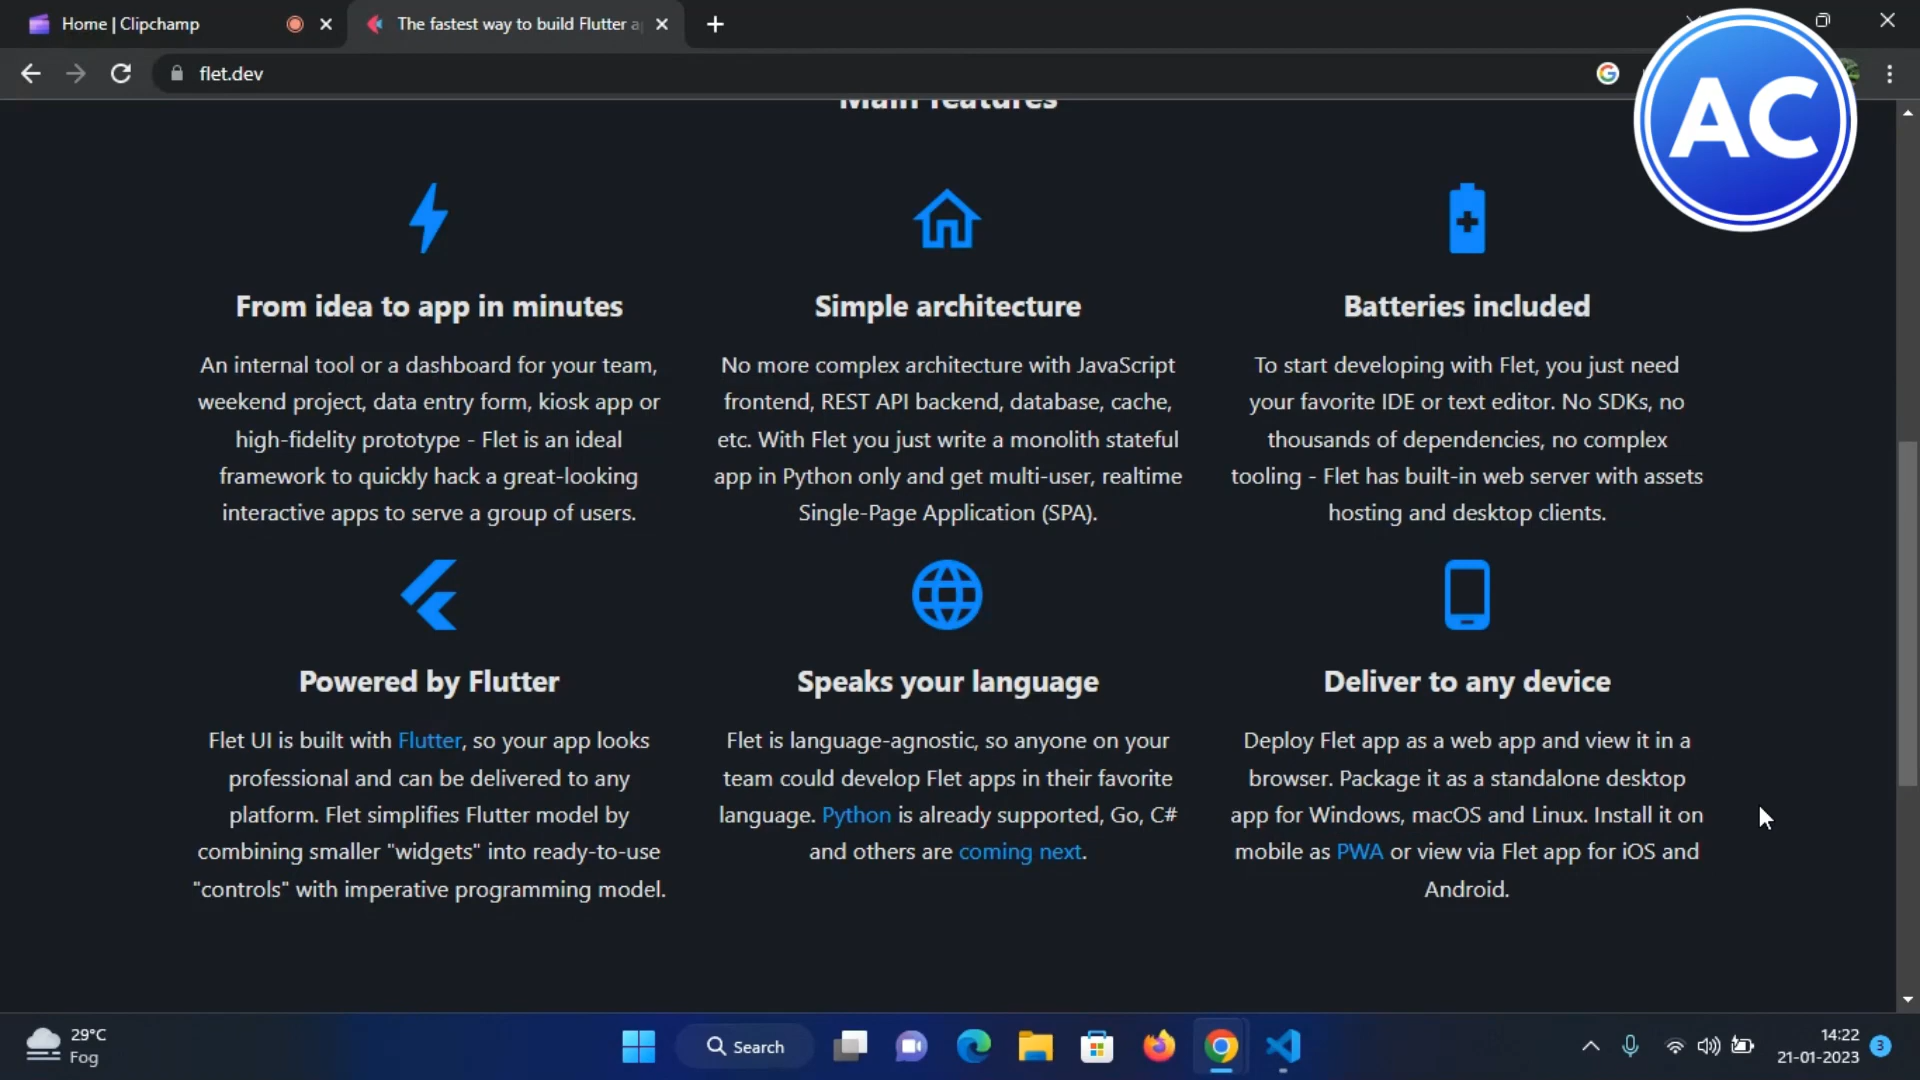 Home | Clipchamp
The fastest way to build Flutter a
flet.dev
AC
Main features
From idea to app in minutes
An internal tool or a dashboard for your team,
weekend project, data entry form, kiosk app or
high-fidelity prototype - Flet is an ideal
framework to quickly hack a great-looking
interactive apps to serve a group of users.
Simple architecture
No more complex architecture with JavaScript
frontend, REST API backend, database, cache,
etc. With Flet you just write a monolith stateful
app in Python only and get multi-user, realtime
Single-Page Application (SPA).
Batteries included
To start developing with Flet, you just need
your favorite IDE or text editor. No SDKs, no
thousands of dependencies, no complex
tooling - Flet has built-in web server with assets
hosting and desktop clients.
Powered by Flutter
Flet UI is built with Flutter, so your app looks
professional and can be delivered to any
platform. Flet simplifies Flutter model by
combining smaller "widgets" into ready-to-use
"controls" with imperative programming model.
Speaks your language
Flet is language-agnostic, so anyone on your
team could develop Flet apps in their favorite
language. Python is already supported, Go, C#
and others are coming next.
Deliver to any device
Deploy Flet app as a web app and view it in a
browser. Package it as a standalone desktop
app for Windows, macOS and Linux. Install it on
mobile as PWA or view via Flet app for iOS and
Android.
29°C
Fog
Search
14:22
21-01-2023
3